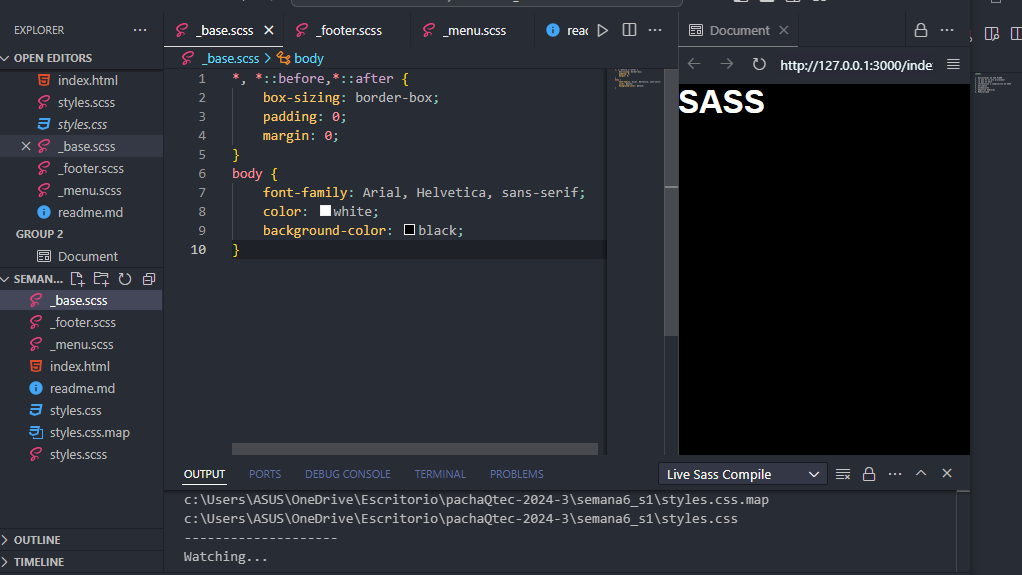 EXPLORER
OPEN EDITORS
index.html
styles.scss
styles.css
_base.scss
_footer.scss
_menu.scss
readme.md
GROUP 2
Document
SEMAN...
_base.scss
_footer.scss
_menu.scss
index.html
readme.md
styles.css
styles.css.map
styles.scss
OUTLINE
TIMELINE
_base.scss _footer.scss _menu.scss reac
_base.scss > body
1 *, *::before,*::after {
2 box-sizing: border-box;
3 padding: 0;
4 margin: 0;
5 }
6 body {
7 font-family: Arial, Helvetica, sans-serif;
8 color: white;
9 background-color: black;
10 }
Document
http://127.0.0.1:3000/inde
SASS
OUTPUT PORTS DEBUG CONSOLE TERMINAL PROBLEMS
Live Sass Compile
c:\Users\ASUS\OneDrive\Escritorio\pachaQtec-2024-3\semana6_s1\styles.css.map
c:\Users\ASUS\OneDrive\Escritorio\pachaQtec-2024-3\semana6_s1\styles.css
--------------------
Watching...